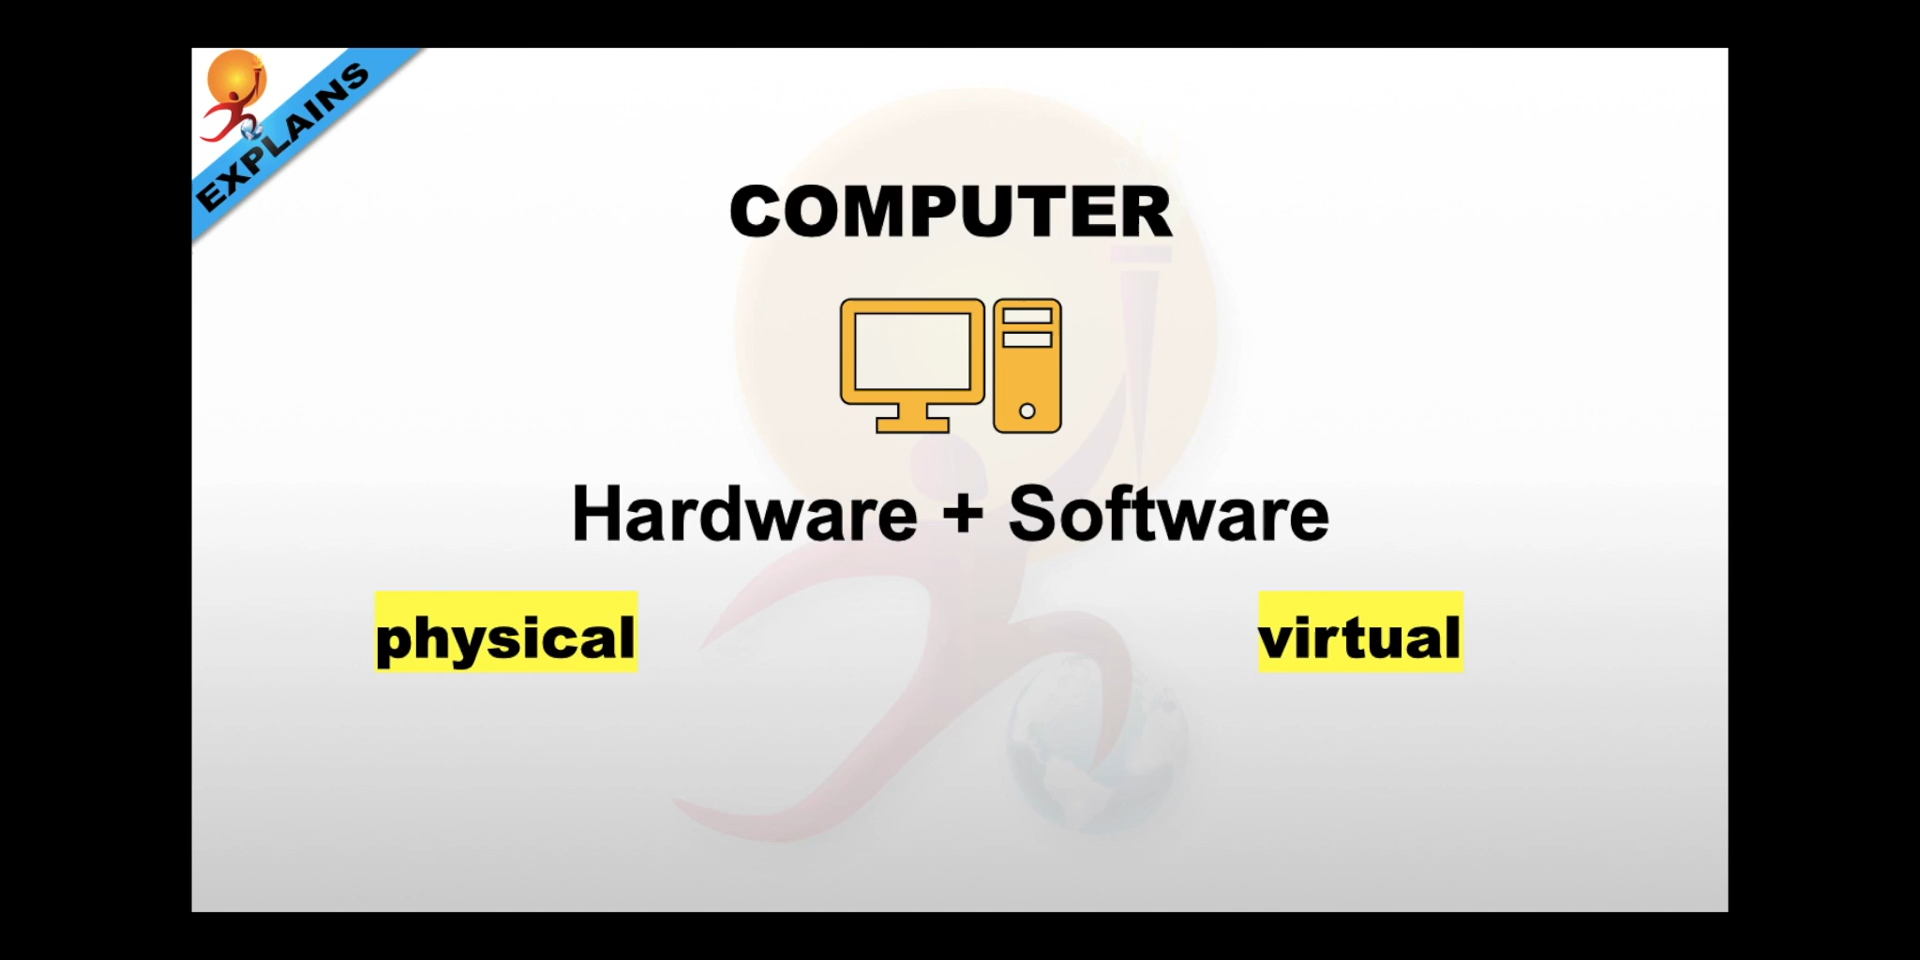 EXPLAINS
COMPUTER
Hardware + Software
physical
virtual